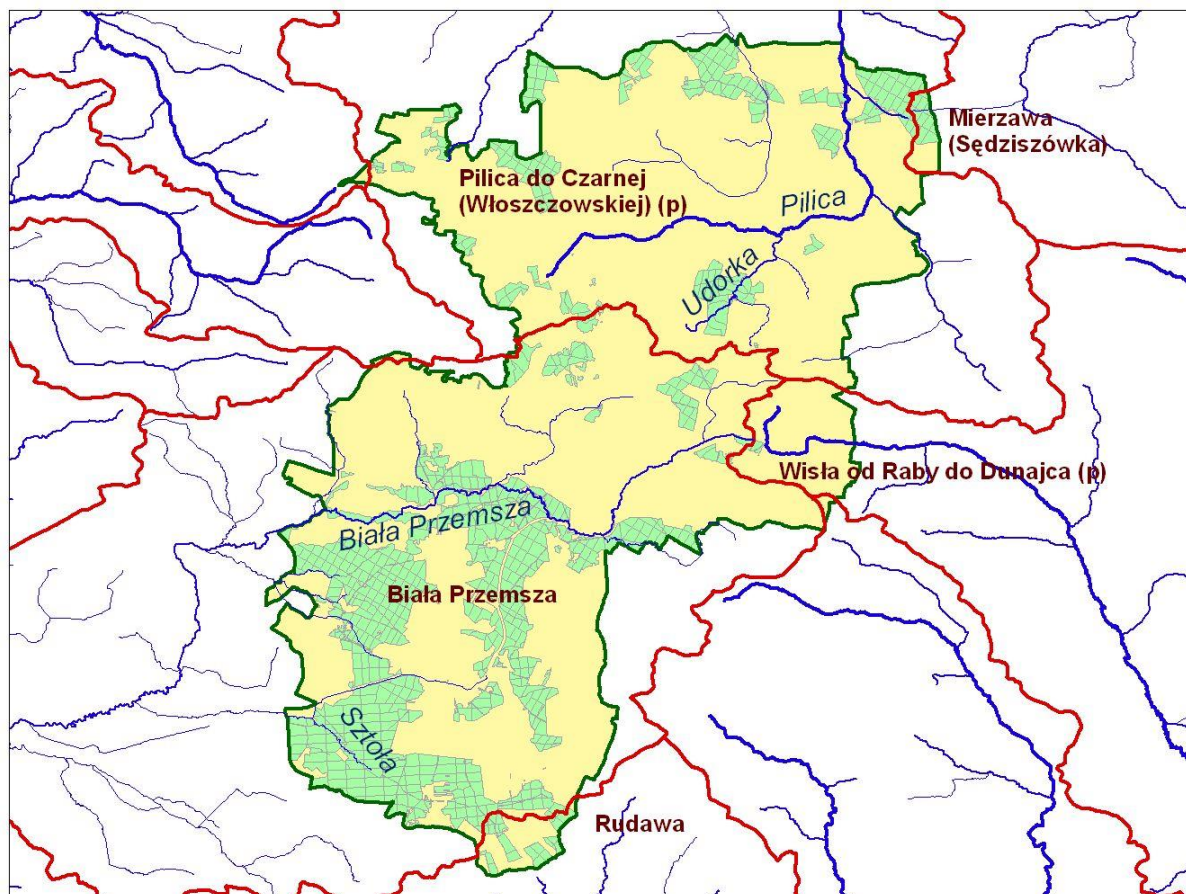 Mierzawa
(Sędziszówka)
Pilica do Czarnej
(Włoszczowskiej) (p)
Pilica
Udorka
Wisła od Raby do Dunajca (p)
Biała Przemsza
Biała Przemsza
Sztoła
Rudawa